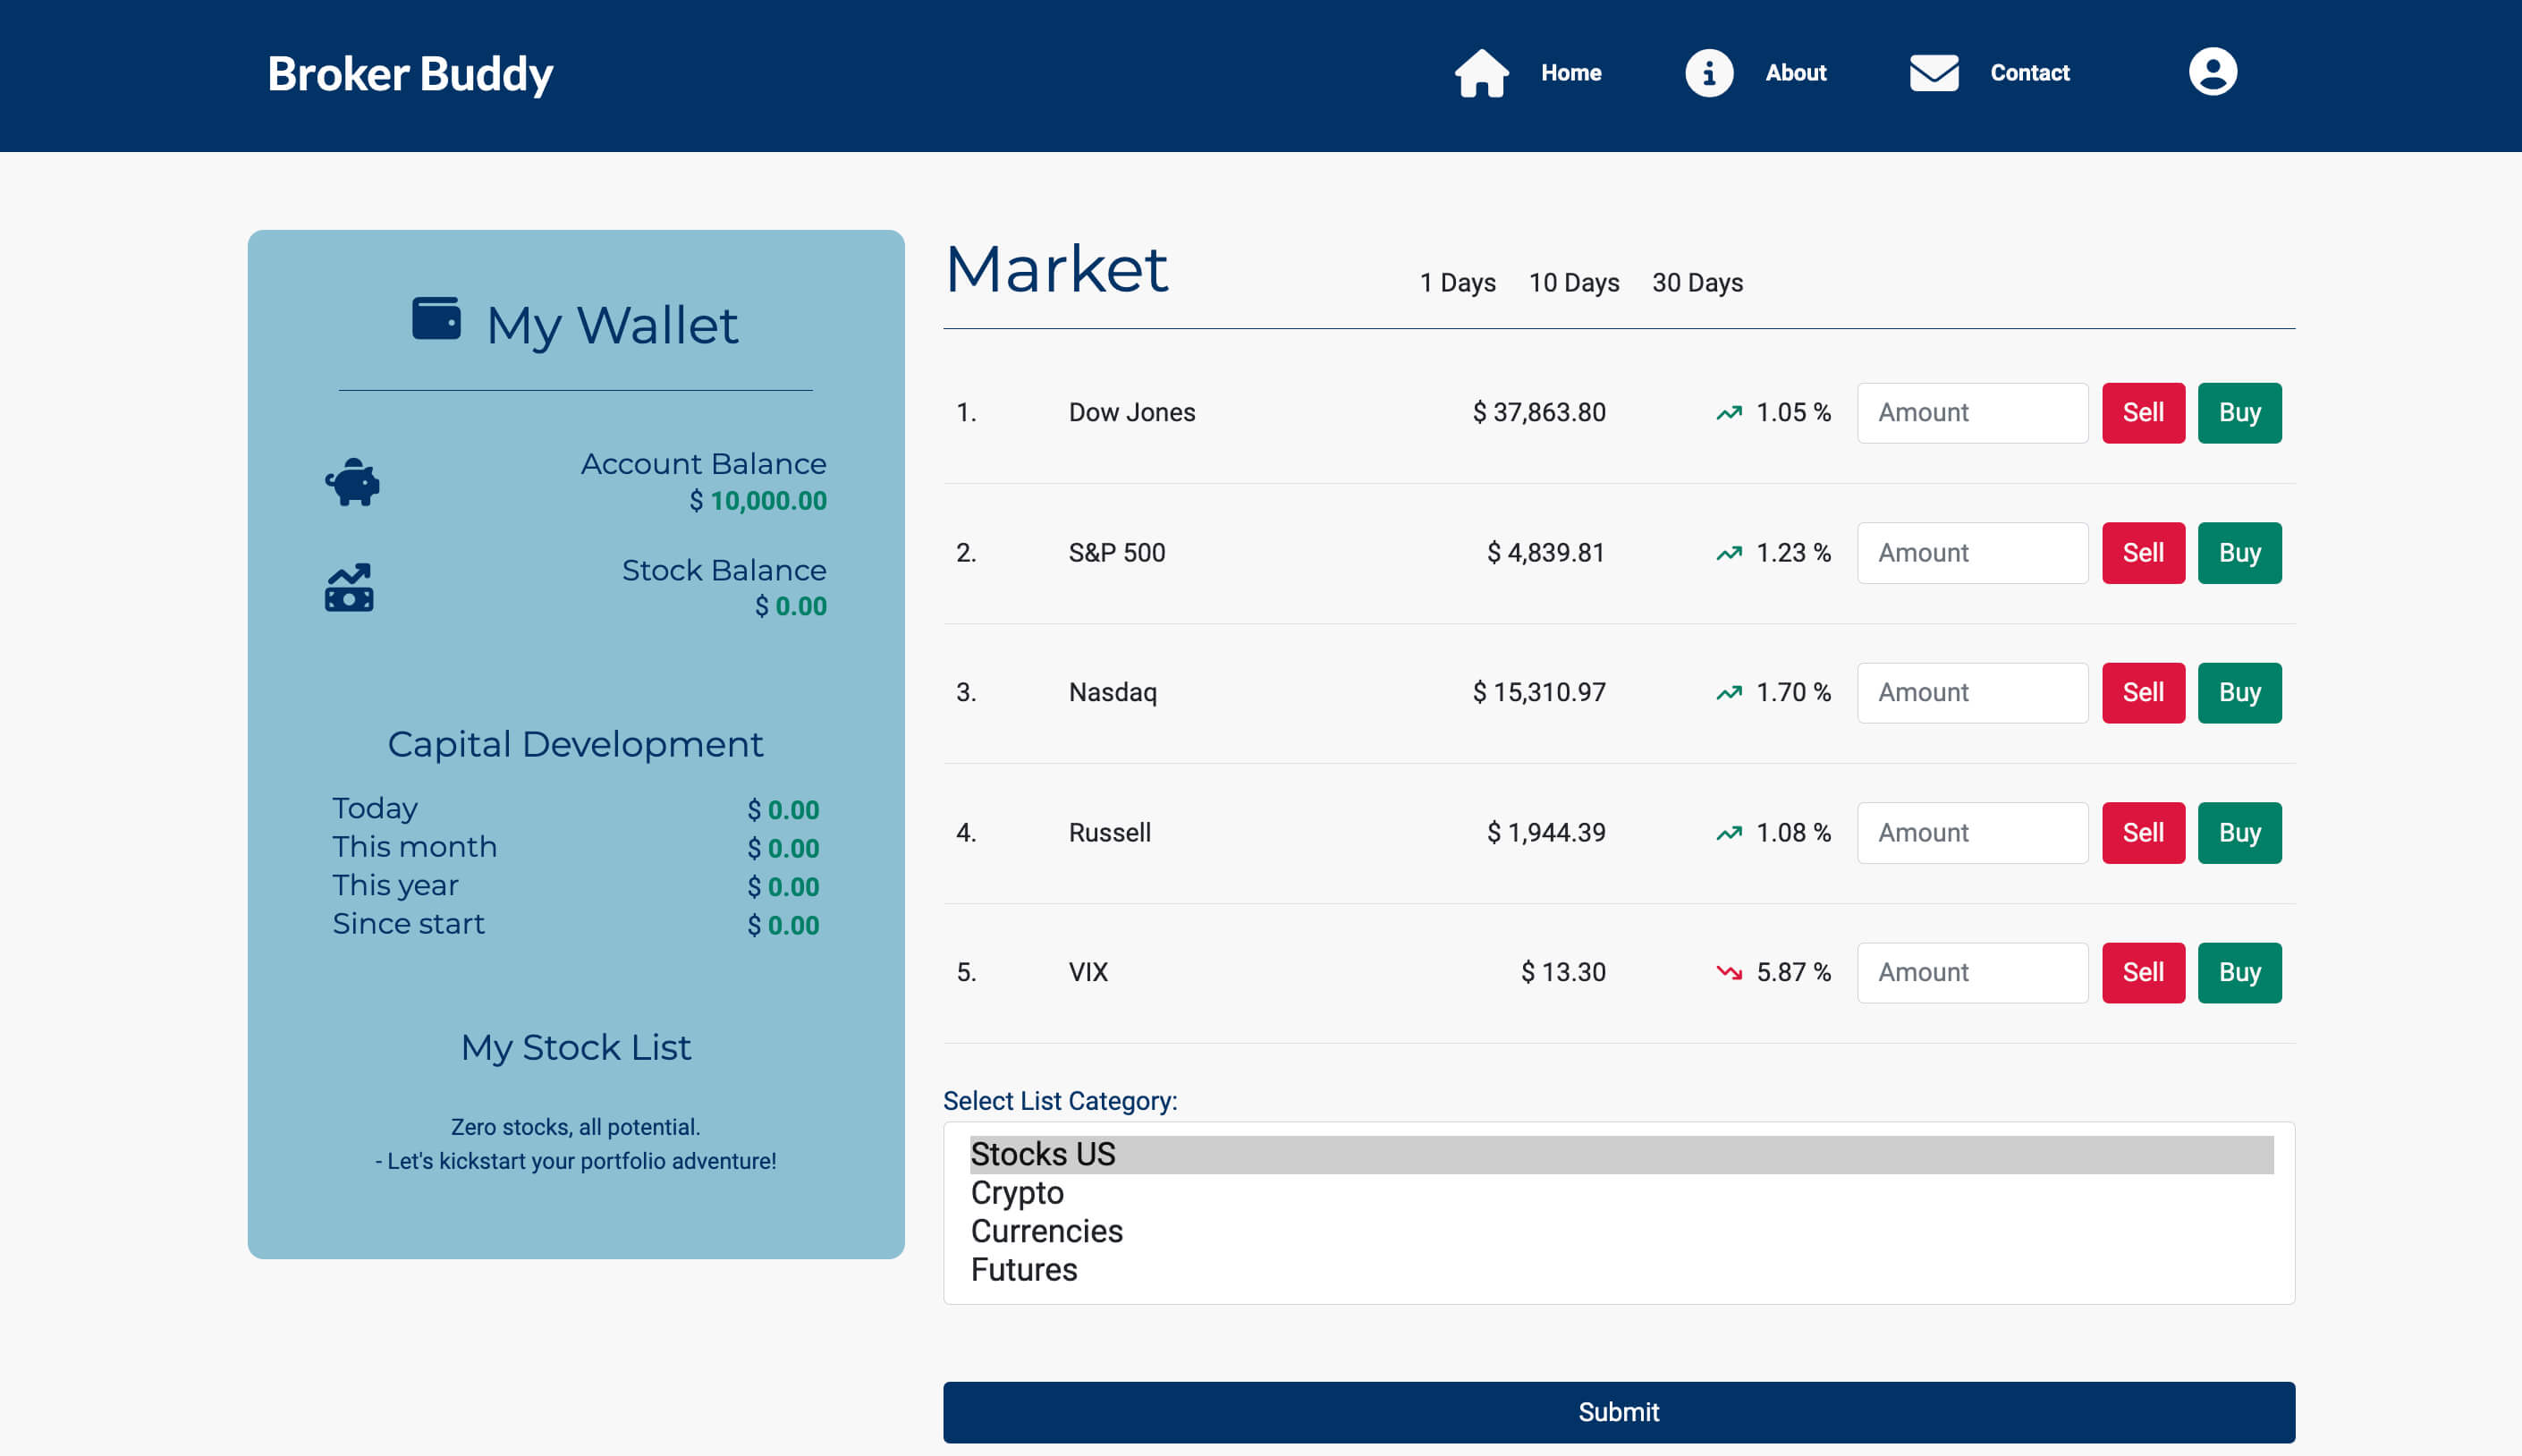 Broker Buddy
Home
About
Contact
My Wallet
Account Balance
$ 10,000.00
Stock Balance
$ 0.00
Capital Development
Today $ 0.00
This month $ 0.00
This year $ 0.00
Since start $ 0.00
My Stock List
Zero stocks, all potential.
- Let's kickstart your portfolio adventure!
Market 1 Days 10 Days 30 Days
1. Dow Jones $ 37,863.80 1.05 % Amount Sell Buy
2. S&P 500 $ 4,839.81 1.23 % Amount Sell Buy
3. Nasdaq $ 15,310.97 1.70 % Amount Sell Buy
4. Russell $ 1,944.39 1.08 % Amount Sell Buy
5. VIX $ 13.30 5.87 % Amount Sell Buy
Select List Category:
Stocks US
Crypto
Currencies
Futures
Submit